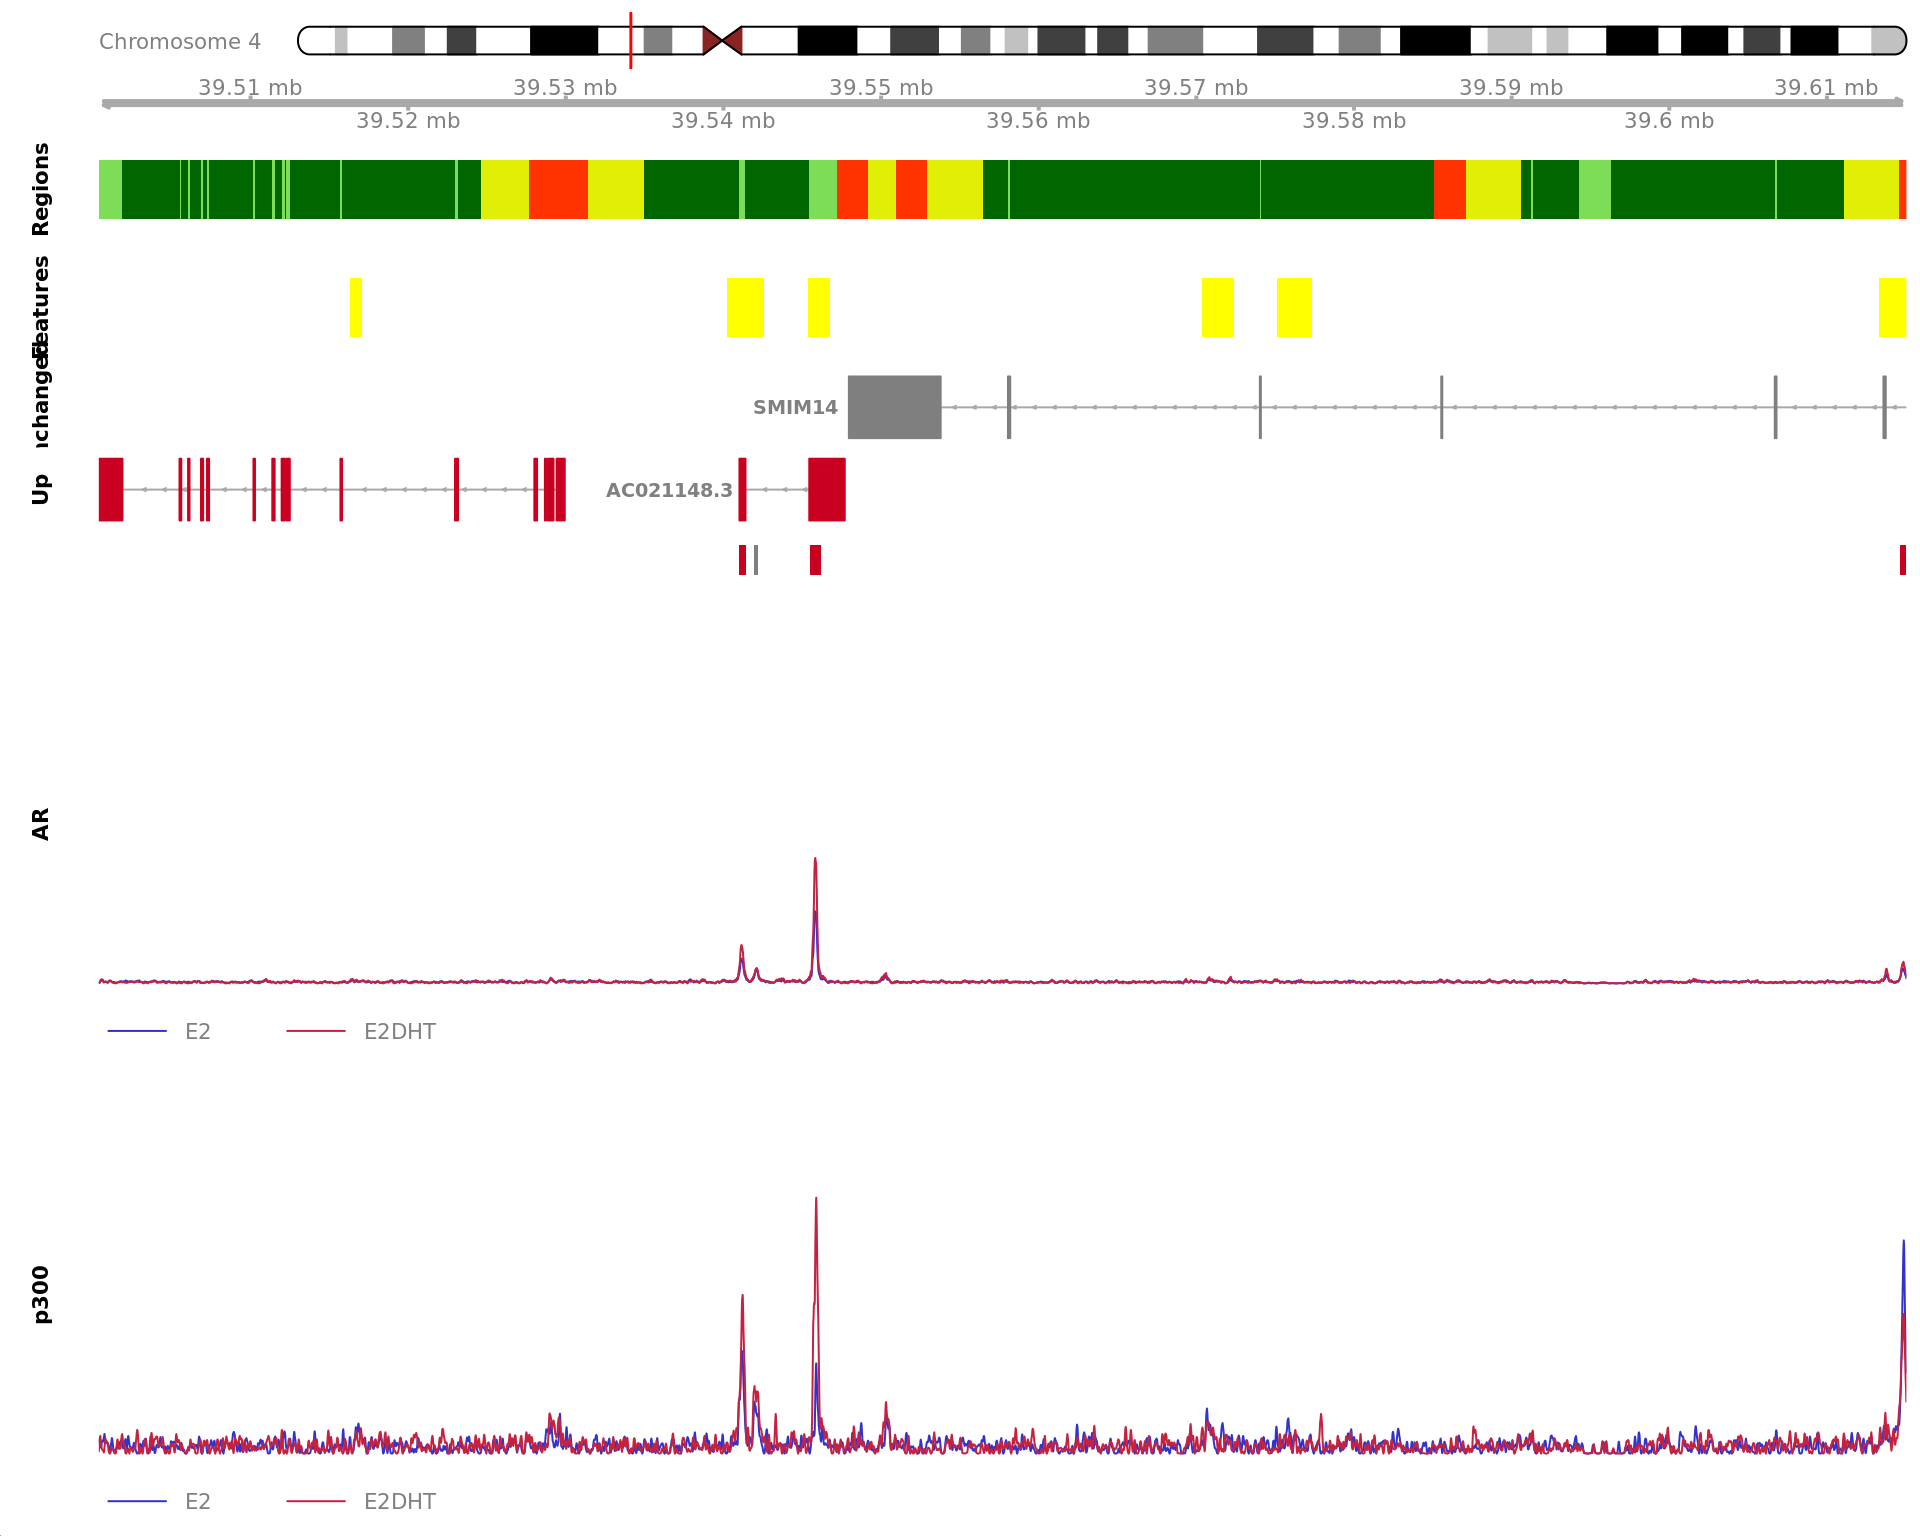 Chromosome 4
39.51 mb 39.53 mb 39.55 mb 39.57 mb 39.59 mb 39.61 mb
39.52 mb 39.54 mb 39.56 mb 39.58 mb 39.6 mb
Regions
Features
SMIM14
Up
AC021148.3
AR
E2 E2DHT
p300
E2 E2DHT